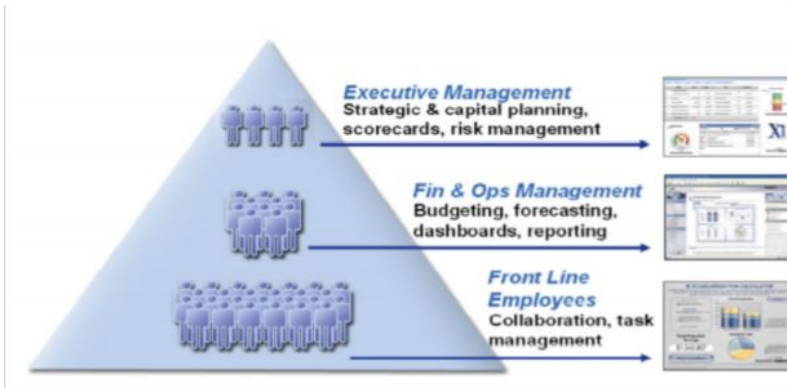 Executive Management
Strategic & capital planning,
scorecards, risk management
Fin & Ops Management
Budgeting, forecasting,
dashboards, reporting
Front Line
Employees
Collaboration, task
management